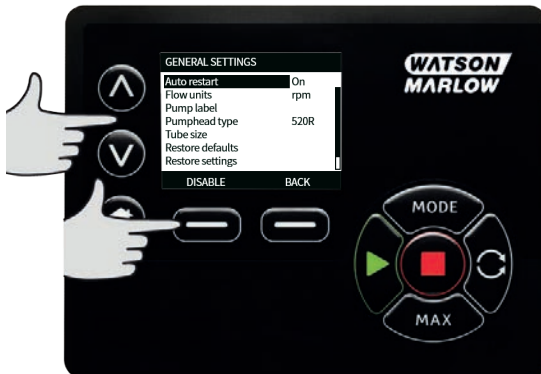 GENERAL SETTINGS
WATSON
MARLOW
Auto restart On
Flow units rpm
Pump label
Pumphead type 520R
Tube size
Restore defaults
Restore settings
DISABLE BACK
MODE
MAX